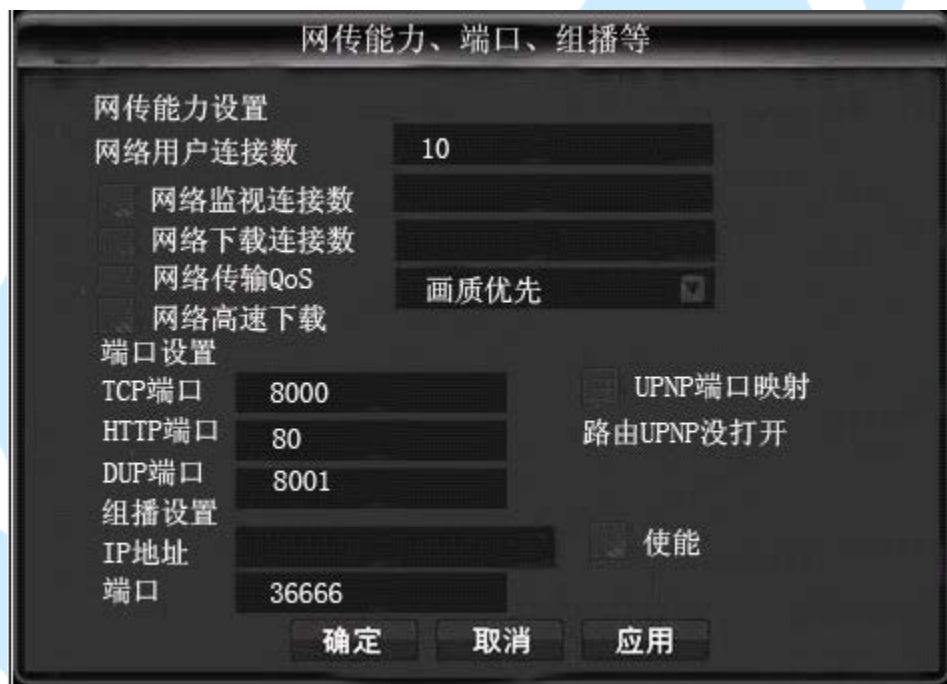 网传能力、端口、组播等
网传能力设置
网络用户连接数 10
网络监视连接数
网络下载连接数
网络传输QoS 画质优先
网络高速下载
端口设置
TCP端口 8000 UPNP端口映射
HTTP端口 80 路由UPNP没打开
DUP端口 8001
组播设置
IP地址 使能
端口 36666
确定 取消 应用